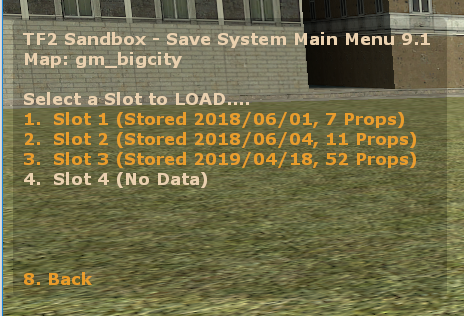 TF2 Sandbox - Save System Main Menu 9.1
Map: gm_bigcity
Select a Slot to LOAD....
1. Slot 1 (Stored 2018/06/01, 7 Props)
2. Slot 2 (Stored 2018/06/04, 11 Props)
3. Slot 3 (Stored 2019/04/18, 52 Props)
4. Slot 4 (No Data)
8. Back